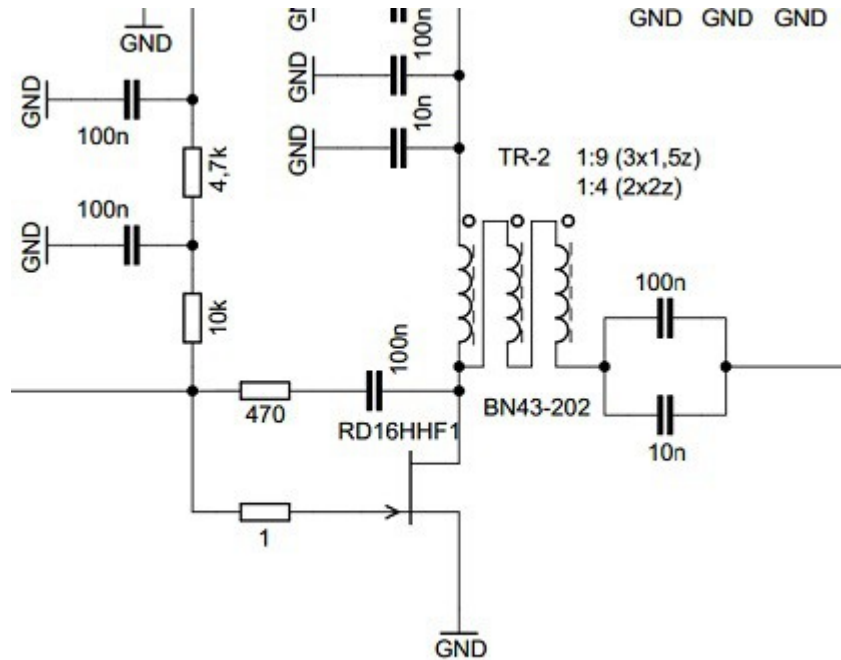 GND
GND
GND
GND
GND
GND
100n
GND
100n
4,7k
GND
10n
TR-2 1:9 (3x1,5z)
1:4 (2x2z)
100n
GND
10k
100n
100n
470
RD16HHF1
BN43-202
10n
1
GND